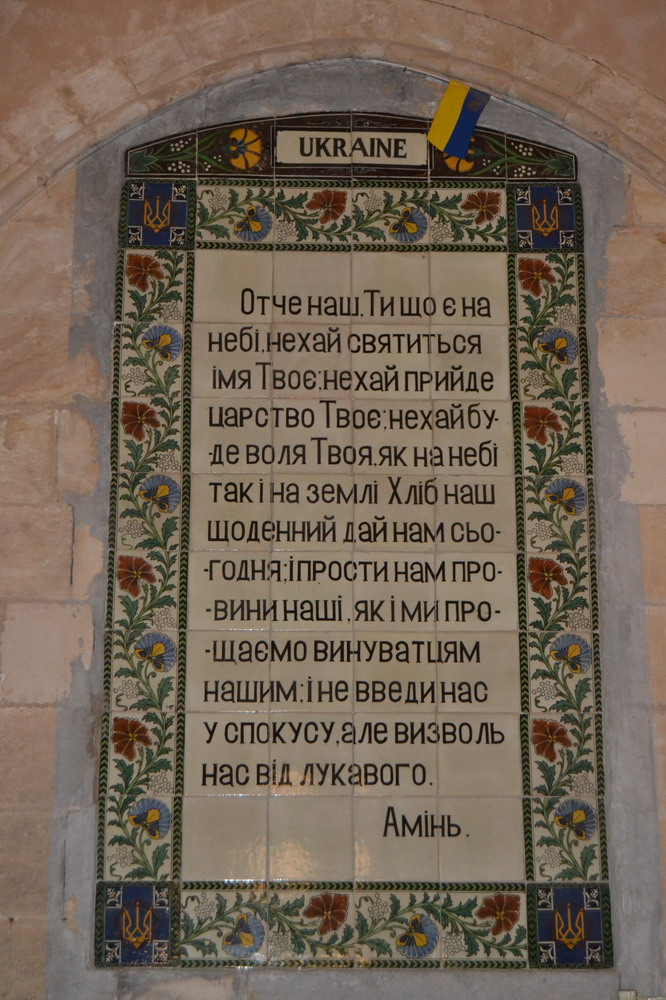 UKRAINE
Отче наш,Ти що є на
небі,нехай святиться
імя Твоє;нехай прийде
царство Твоє;нехай бу-
-де воля Твоя,як на небі
так і на землі Хліб наш
щоденний дай нам сьо-
-годня;і прости нам про-
-вини наші,як і ми про-
-щаємо винуватцям
нашим;і не введи нас
у спокусу,але визволь
нас від лукавого.
Амінь.